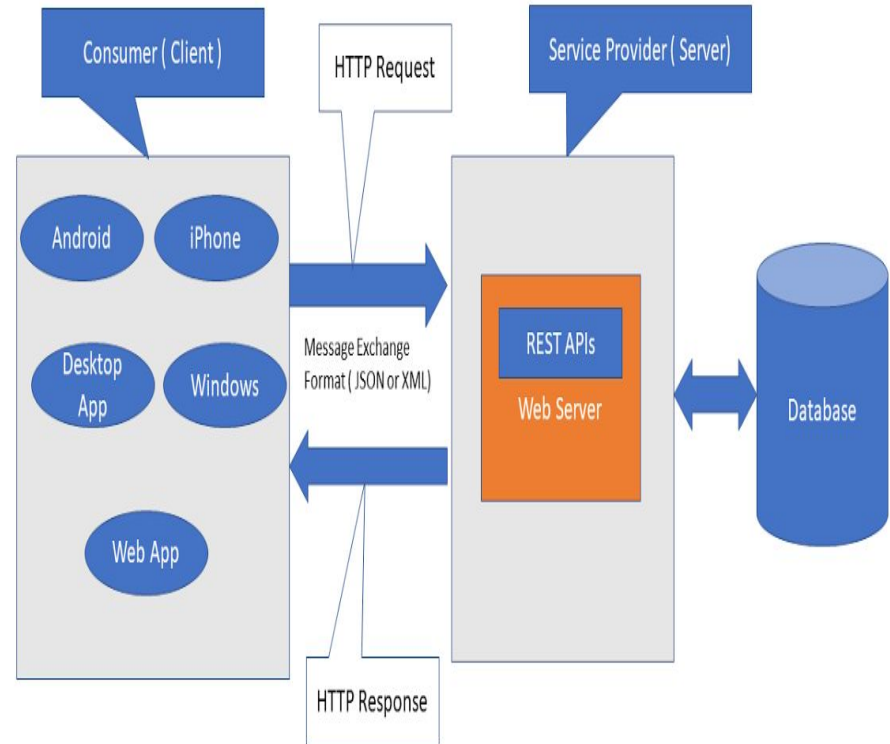 Consumer ( Client )
HTTP Request
Service Provider ( Server)
Android
iPhone
Desktop
App
Windows
Web App
Message Exchange
Format ( JSON or XML)
REST APIs
Web Server
Database
HTTP Response